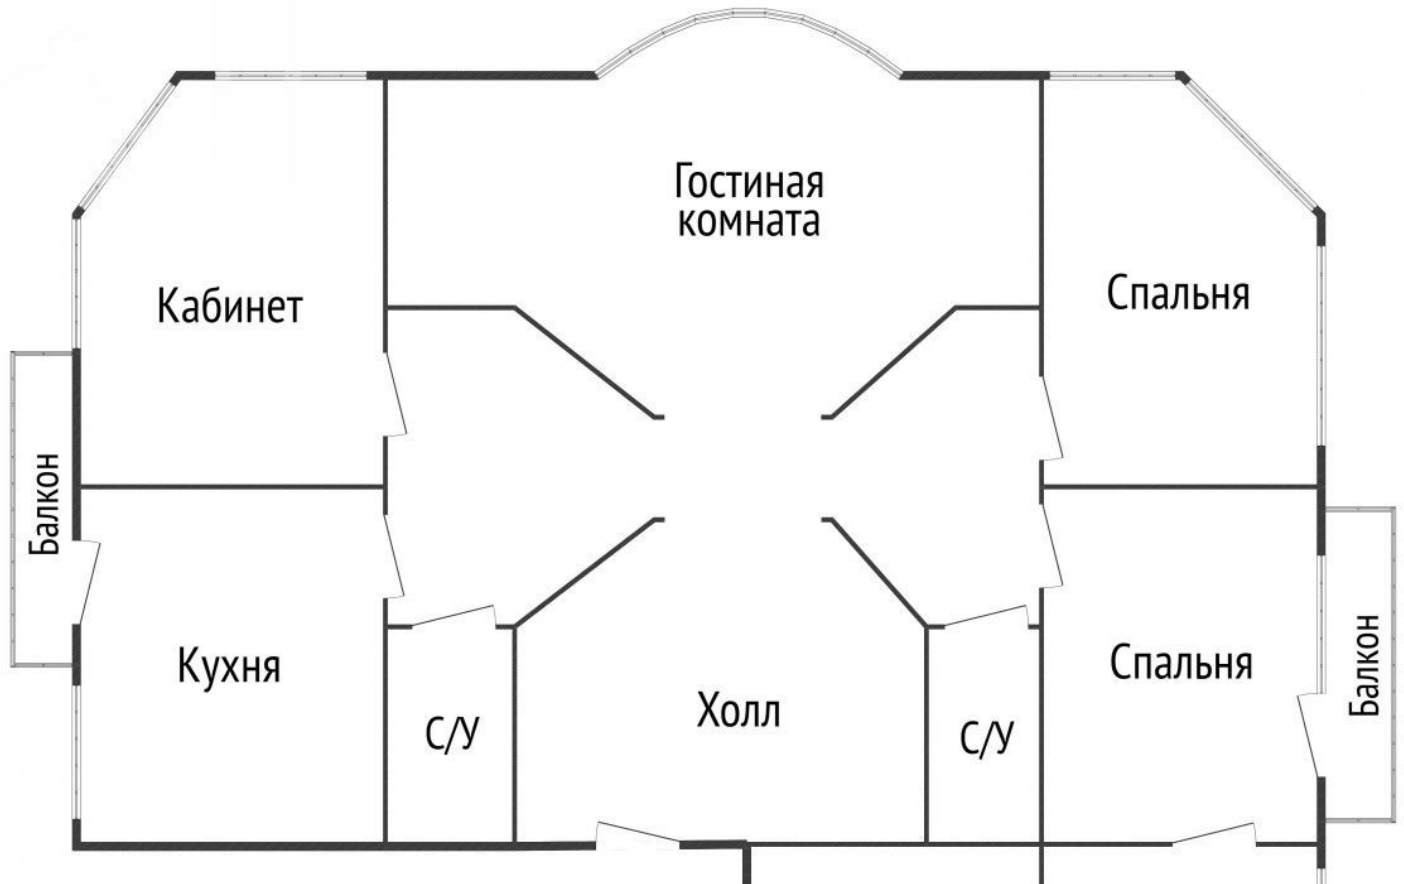 Гостиная
комната
Кабинет
Спальня
Балкон
Кухня
Спальня
Балкон
С/У
Холл
С/У